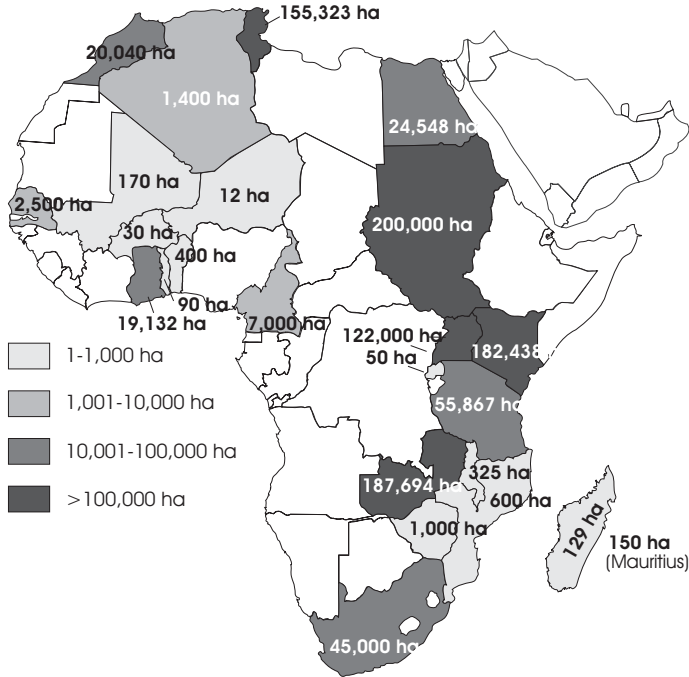 155,323 ha
20,040 ha
1,400 ha
24,548 ha
170 ha
12 ha
2,500 ha
200,000 ha
30 ha
400 ha
90 ha
19,132 ha
7,000 ha
122,000 ha
182,438
50 ha
1-1,000 ha
1,001-10,000 ha
55,867 ha
10,001-100,000 ha
325 ha
187,694 ha
>100,000 ha
600 ha
1,000 ha
129 ha
150 ha
(Mauritius)
45,000 ha